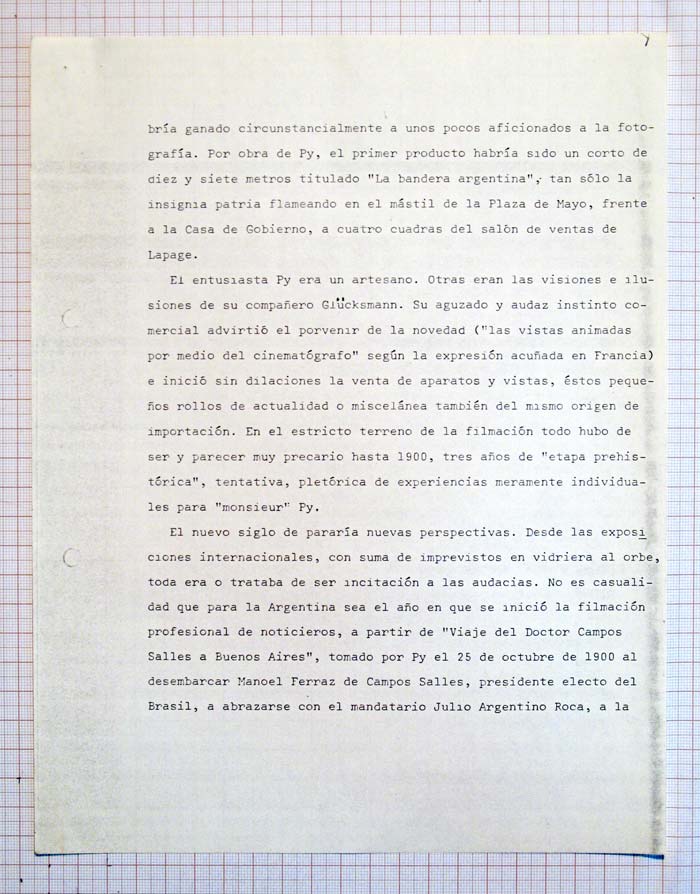 bría ganado circunstancialmente a unos pocos aficionados a la foto-
grafía. Por obra de Py, el primer producto habría sido un corto de
diez y siete metros titulado "La bandera argentina", tan sólo la
insignia patria flameando en el mástil de la Plaza de Mayo, frente
a la Casa de Gobierno, a cuatro cuadras del salón de ventas de
Lapage.
El entusiasta Py era un artesano. Otras eran las visiones e ilu-
siones de su compañero Glücksmann. Su aguzado y audaz instinto co-
mercial advirtió el porvenir de la novedad ("las vistas animadas
por medio del cinematógrafo" según la expresión acuñada en Francia)
e inició sin dilaciones la venta de aparatos y vistas, éstos peque-
ños rollos de actualidad o miscelánea también del mismo origen de
importación. En el estricto terreno de la filmación todo hubo de
ser y parecer muy precario hasta 1900, tres años de "etapa prehis-
tórica", tentativa, pletórica de experiencias meramente individua-
les para "monsieur" Py.
El nuevo siglo de pararía nuevas perspectivas. Desde las exposi
ciones internacionales, con suma de imprevistos en vidriera al orbe,
toda era o trataba de ser incitación a las audacias. No es casuali-
dad que para la Argentina sea el año en que se inició la filmación
profesional de noticieros, a partir de "Viaje del Doctor Campos
Salles a Buenos Aires", tomado por Py el 25 de octubre de 1900 al
desembarcar Manoel Ferraz de Campos Salles, presidente electo del
Brasil, a abrazarse con el mandatario Julio Argentino Roca, a la